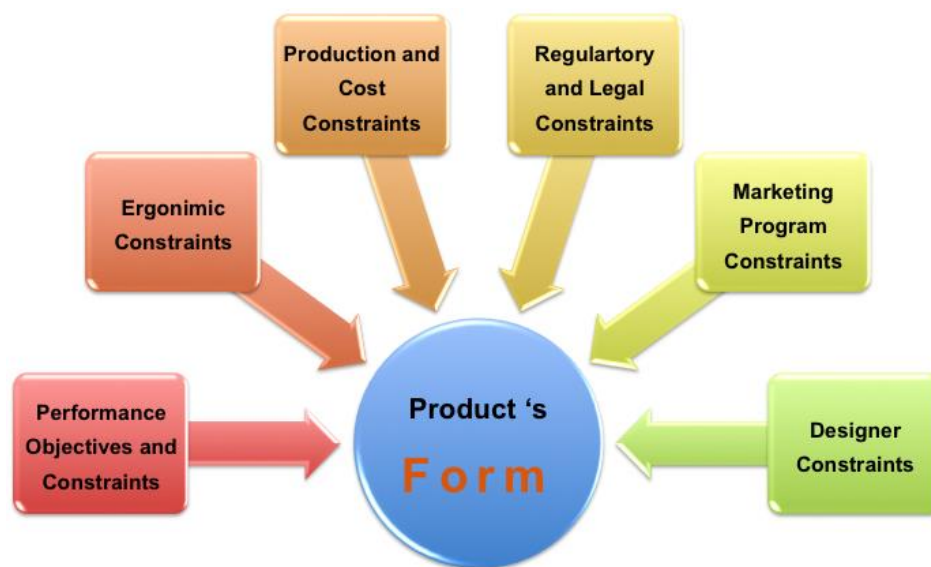 Production and
Cost
Constraints
Regulartory
and Legal
Constraints
Ergonimic
Constraints
Marketing
Program
Constraints
Performance
Objectives and
Constraints
Product ‘s
Form
Designer
Constraints